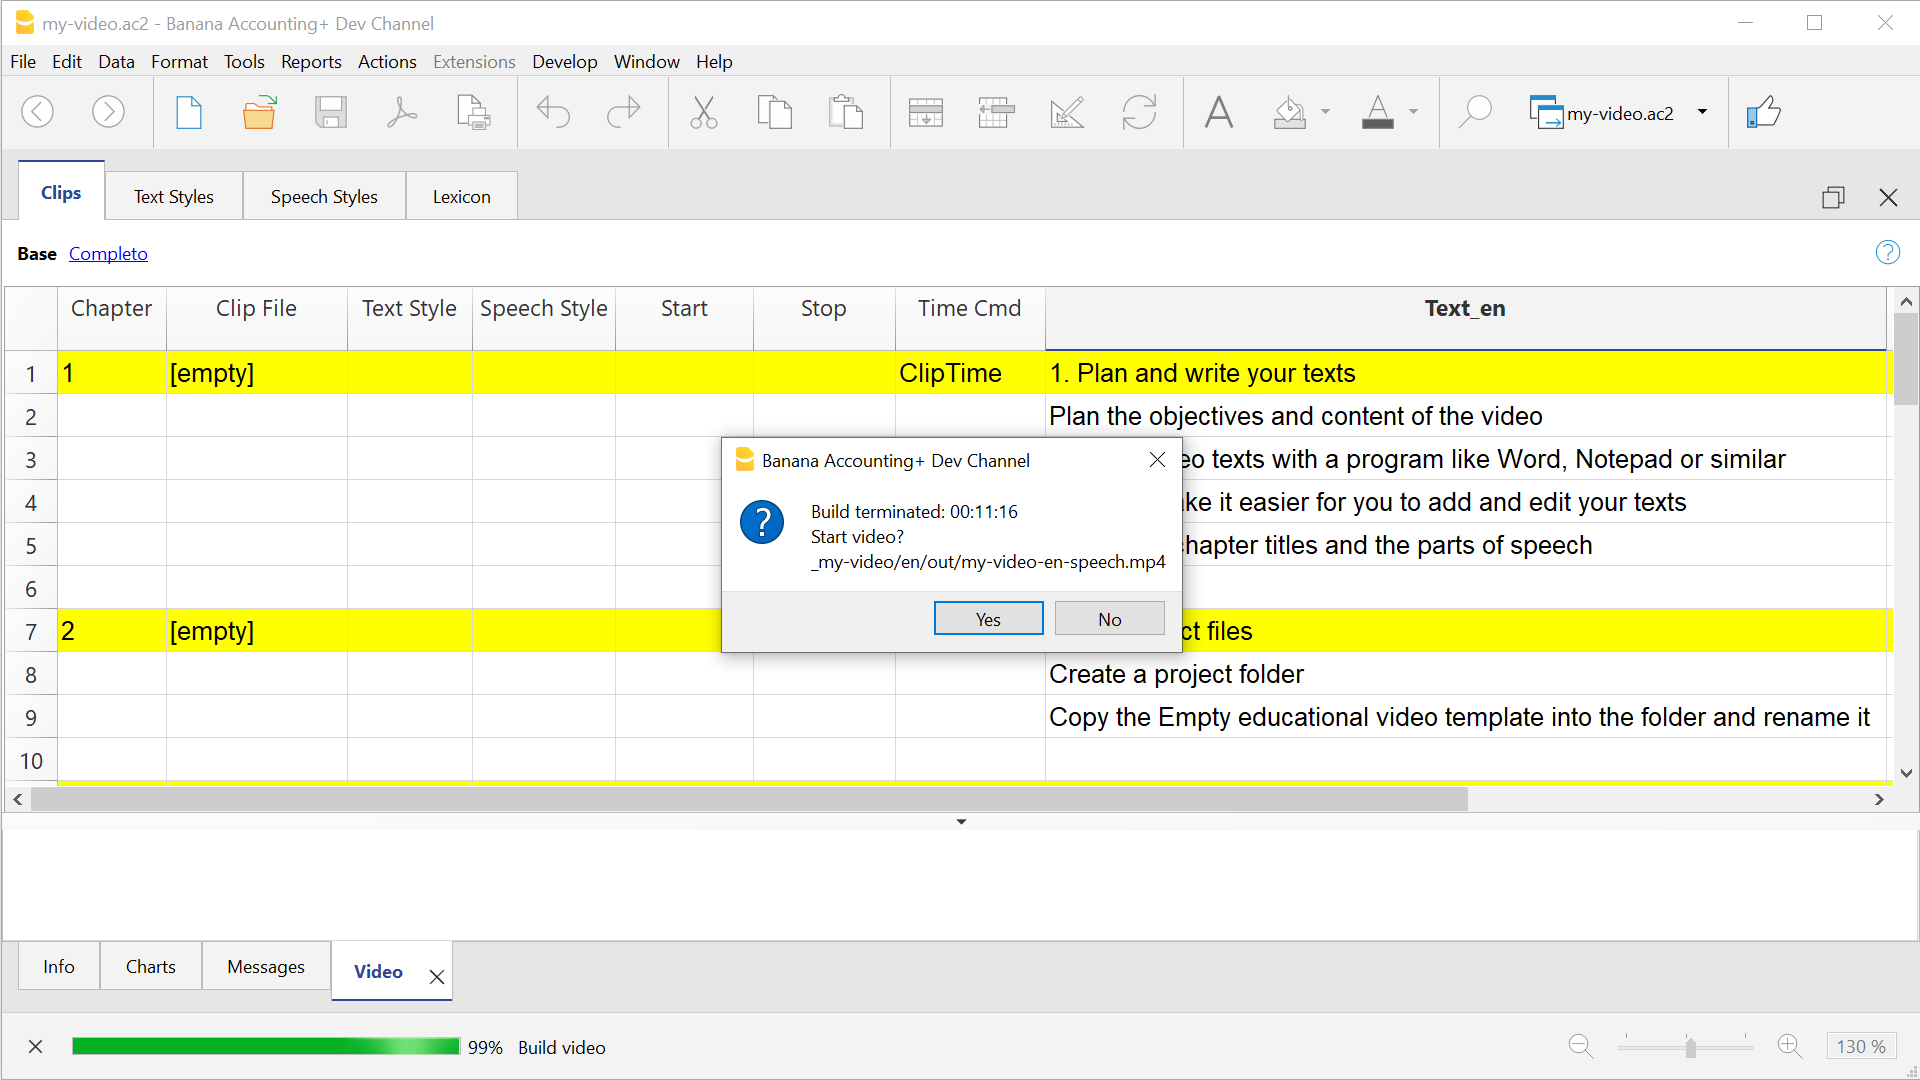 my-video.ac2 - Banana Accounting+ Dev Channel
File Edit Data Format Tools Reports Actions Extensions Develop Window Help
my-video.ac2
Clips Text Styles Speech Styles Lexicon
Base Completo
Chapter Clip File Text Style Speech Style Start Stop Time Cmd Text_en
1 1 [empty] ClipTime 1. Plan and write your texts
2 Plan the objectives and content of the video
3 texts with a program like Word, Notepad or similar
4 it easier for you to add and edit your texts
5 titles and the parts of speech
6
7 2 [empty] files
8 Create a project folder
9 Copy the Empty educational video template into the folder and rename it
10
Banana Accounting+ Dev Channel
Build terminated: 00:11:16
Start video?
_my-video/en/out/my-video-en-speech.mp4
Yes No
Info Charts Messages Video
99% Build video
130 %